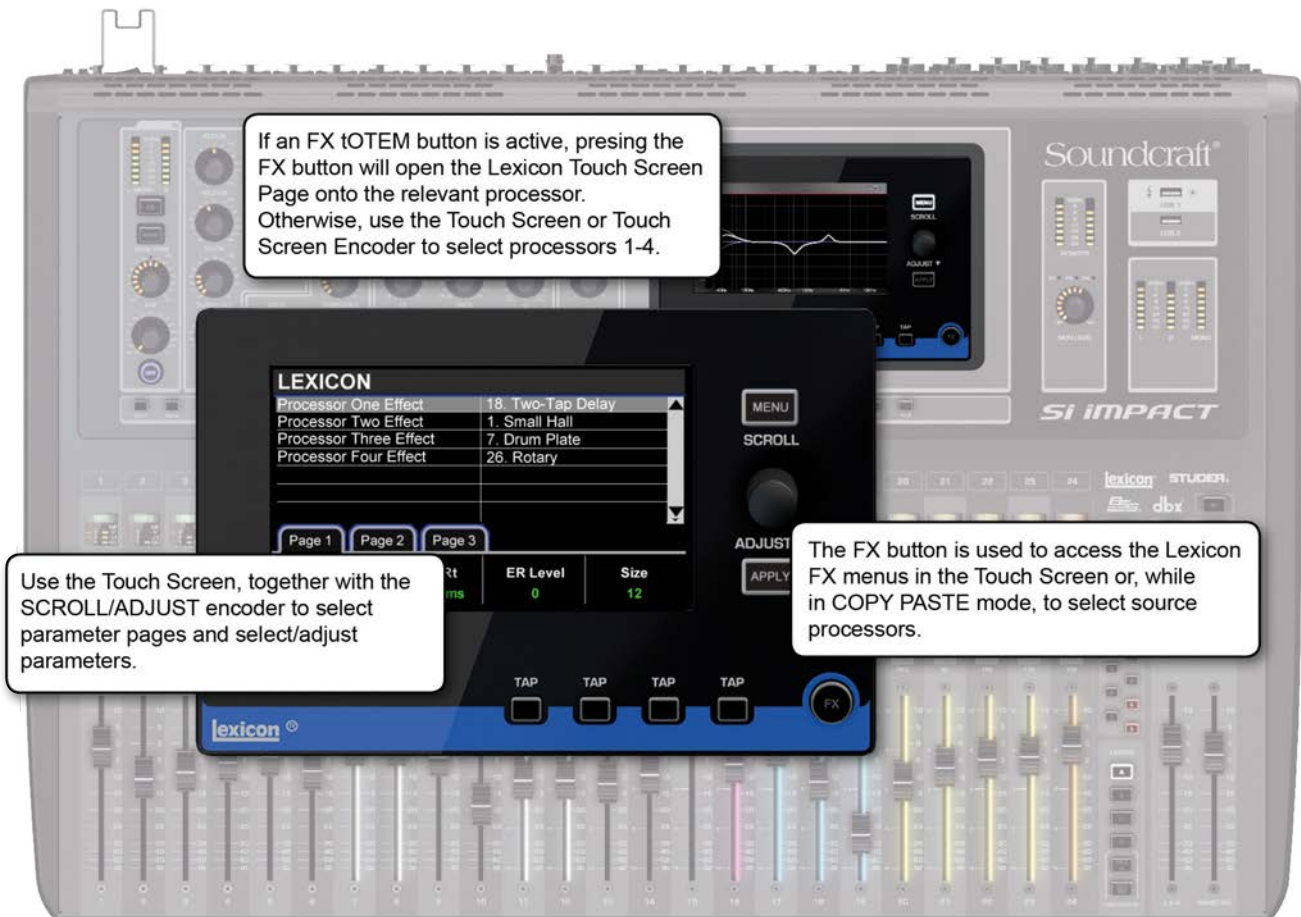 If an FX tOTEM button is active, presing the
FX button will open the Lexicon Touch Screen
Page onto the relevant processor.
Otherwise, use the Touch Screen or Touch
Screen Encoder to select processors 1-4.
Soundcraft®
MENU
SCROLL
ADJUST ▼
APPLY
TAP
Si IMPACT
LEXICON
Processor One Effect 18. Two-Tap Delay
Processor Two Effect 1. Small Hall
Processor Three Effect 7. Drum Plate
Processor Four Effect 26. Rotary
Page 1 Page 2 Page 3
Rt ER Level Size
ms 0 12
MENU
SCROLL
ADJUST
APPLY
lexicon STUDER
dbx
Use the Touch Screen, together with the
SCROLL/ADJUST encoder to select
parameter pages and select/adjust
parameters.
The FX button is used to access the Lexicon
FX menus in the Touch Screen or, while
in COPY PASTE mode, to select source
processors.
TAP TAP TAP TAP
FX
lexicon ®